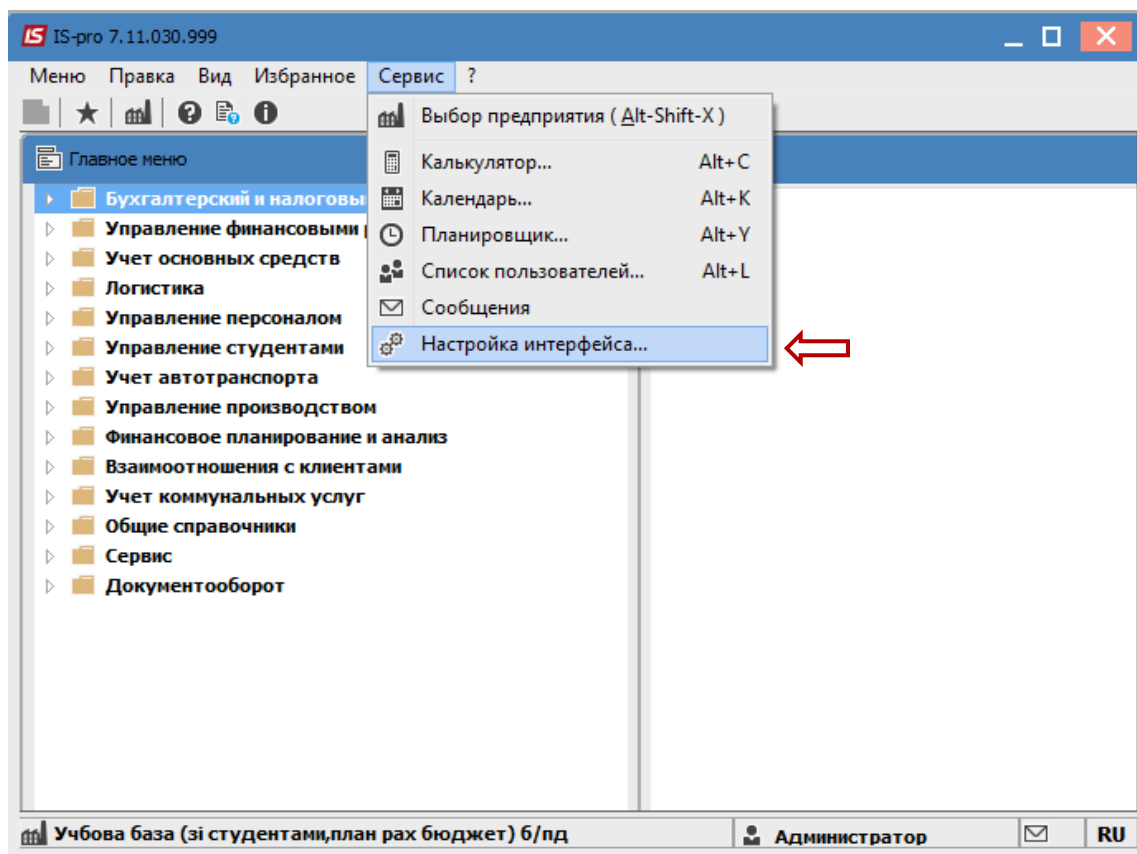 IS IS-pro 7.11.030.999
Меню Правка Вид Избранное Сервис ?
Выбор предприятия ( Alt-Shift-X )
Главное меню
Калькулятор... Alt+C
Календарь... Alt+K
Планировщик... Alt+Y
Список пользователей... Alt+L
Сообщения
Настройка интерфейса...
Бухгалтерский и налоговы
Управление финансовыми
Учет основных средств
Логистика
Управление персоналом
Управление студентами
Учет автотранспорта
Управление производством
Финансовое планирование и анализ
Взаимоотношения с клиентами
Учет коммунальных услуг
Общие справочники
Сервис
Документооборот
Учбова база (зі студентами,план рах бюджет) б/пд Администратор RU